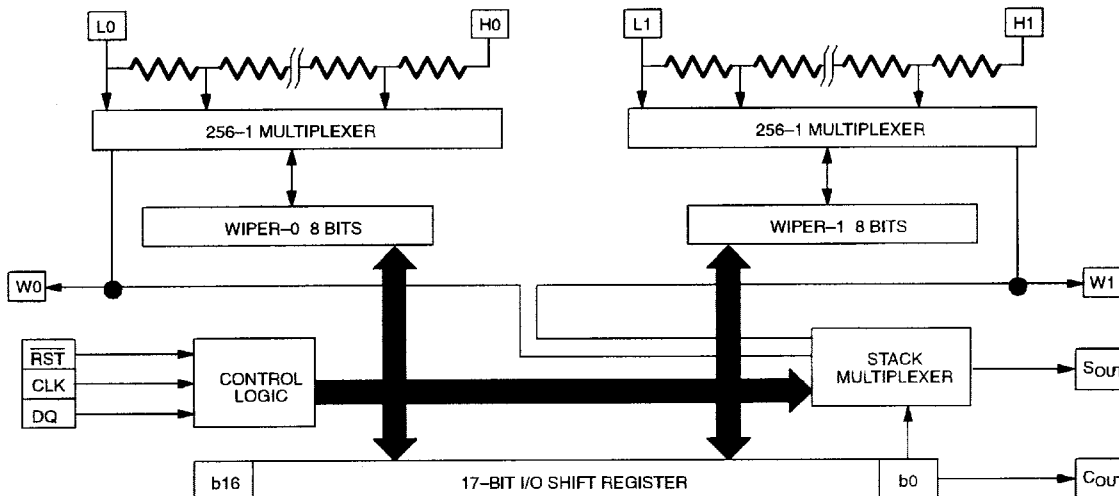 L0
H0
L1
H1
256–1 MULTIPLEXER
256–1 MULTIPLEXER
WIPER–0 8 BITS
WIPER–1 8 BITS
W0
W1
RST
CLK
DQ
CONTROL
LOGIC
STACK
MULTIPLEXER
SOUT
b16
17–BIT I/O SHIFT REGISTER
b0
COUT